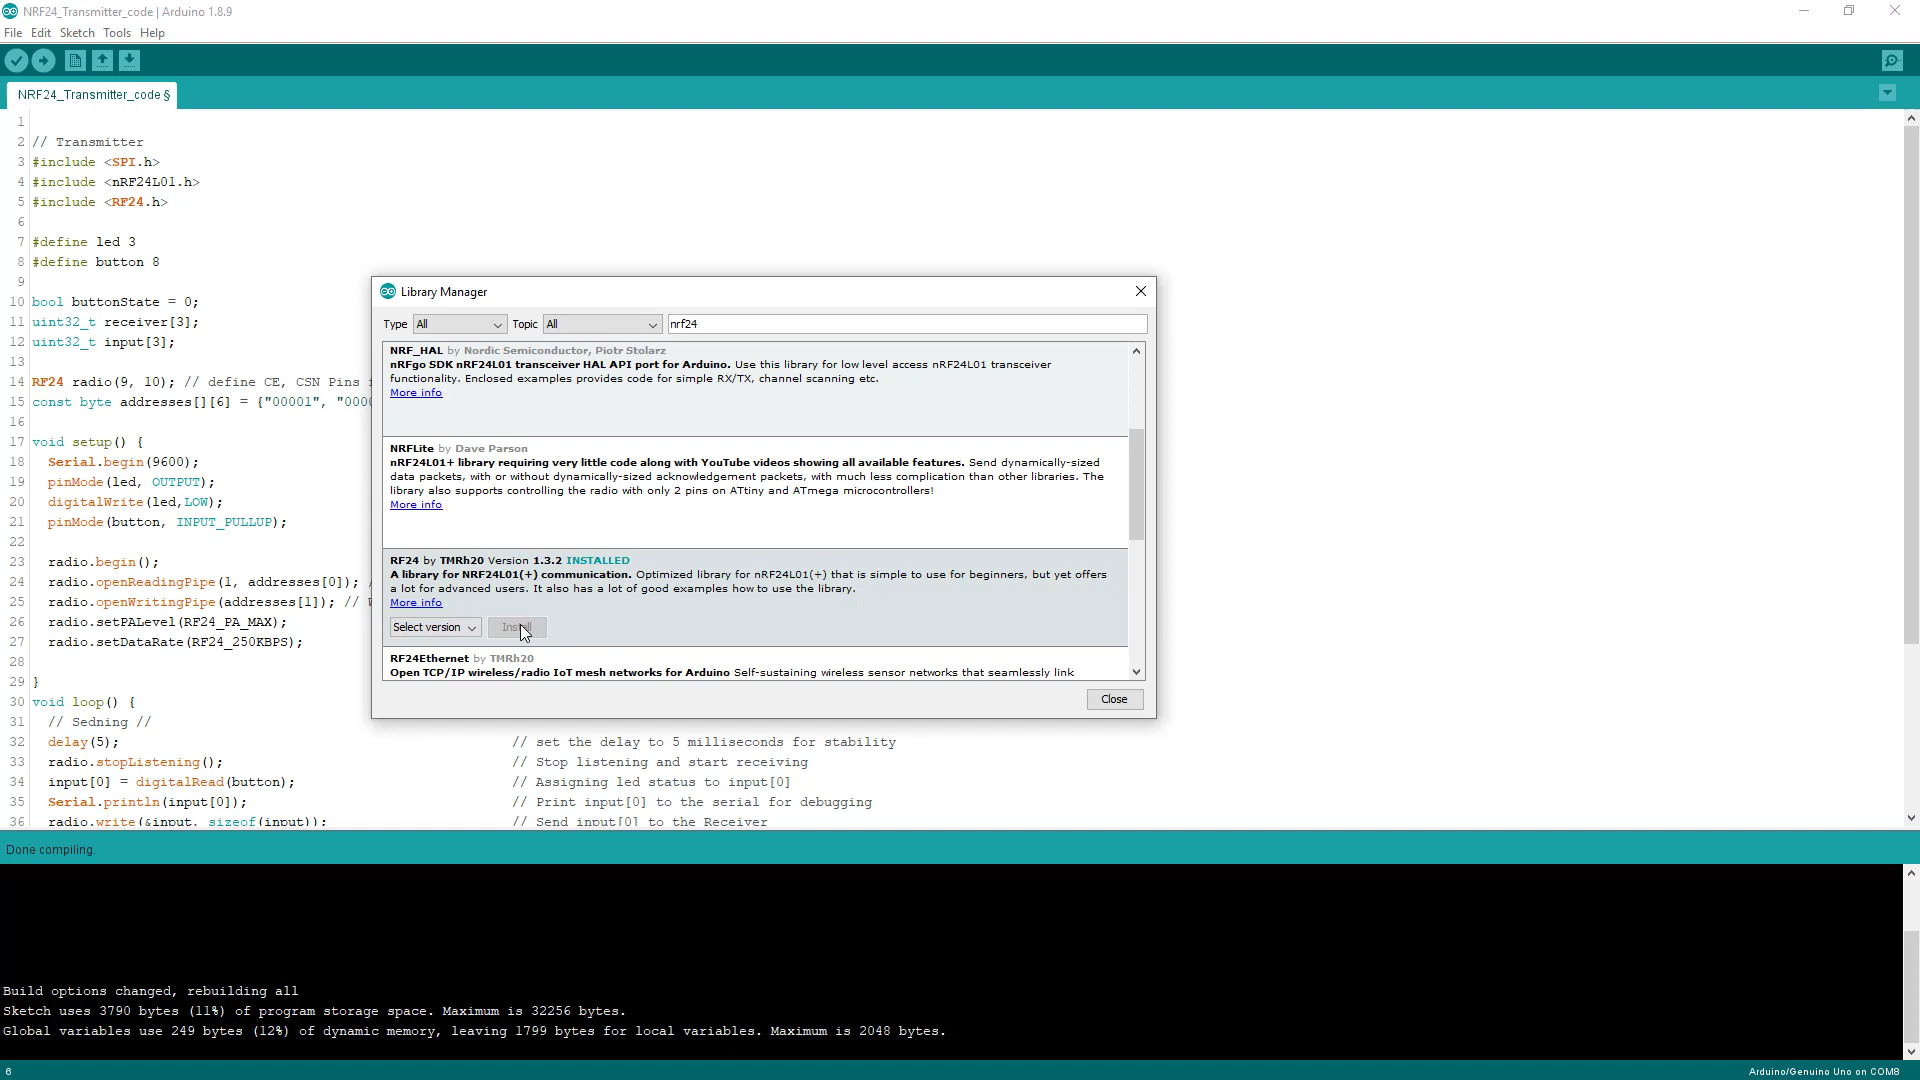 NRF24_Transmitter_code | Arduino 1.8.9
File Edit Sketch Tools Help
NRF24_Transmitter_code §
1
2 // Transmitter
3 #include <SPI.h>
4 #include <nRF24L01.h>
5 #include <RF24.h>
6
7 #define led 3
8 #define button 8
9
10 bool buttonState = 0;
11 uint32_t receiver[3];
12 uint32_t input[3];
13
14 RF24 radio(9, 10); // define CE, CSN Pins
15 const byte addresses[][6] = {"00001", "000
16
17 void setup() {
18 Serial.begin(9600);
19 pinMode(led, OUTPUT);
20 digitalWrite(led,LOW);
21 pinMode(button, INPUT_PULLUP);
22
23 radio.begin();
24 radio.openReadingPipe(1, addresses[0]); /
25 radio.openWritingPipe(addresses[1]); //
26 radio.setPALevel(RF24_PA_MAX);
27 radio.setDataRate(RF24_250KBPS);
28
29 }
30 void loop() {
31 // Sedning //
32 delay(5); // set the delay to 5 milliseconds for stability
33 radio.stopListening(); // Stop listening and start receiving
34 input[0] = digitalRead(button); // Assigning led status to input[0]
35 Serial.println(input[0]); // Print input[0] to the serial for debugging
36 radio.write(&input, sizeof(input)); // Send input[0] to the Receiver
Library Manager
Type All Topic All nrf24
NRF_HAL by Nordic Semiconductor, Piotr Stolarz
nRFgo SDK nRF24L01 transceiver HAL API port for Arduino. Use this library for low level access nRF24L01 transceiver
functionality. Enclosed examples provides code for simple RX/TX, channel scanning etc.
More info
NRFLite by Dave Parson
nRF24L01+ library requiring very little code along with YouTube videos showing all available features. Send dynamically-sized
data packets, with or without dynamically-sized acknowledgement packets, with much less complication than other libraries. The
library also supports controlling the radio with only 2 pins on ATtiny and ATmega microcontrollers!
More info
RF24 by TMRh20 Version 1.3.2 INSTALLED
A library for NRF24L01(+) communication. Optimized library for nRF24L01(+) that is simple to use for beginners, but yet offers
a lot for advanced users. It also has a lot of good examples how to use the library.
More info
Select version Install
RF24Ethernet by TMRh20
Open TCP/IP wireless/radio IoT mesh networks for Arduino Self-sustaining wireless sensor networks that seamlessly link
Close
Done compiling.
Build options changed, rebuilding all
Sketch uses 3790 bytes (11%) of program storage space. Maximum is 32256 bytes.
Global variables use 249 bytes (12%) of dynamic memory, leaving 1799 bytes for local variables. Maximum is 2048 bytes.
6 Arduino/Genuino Uno on COM8